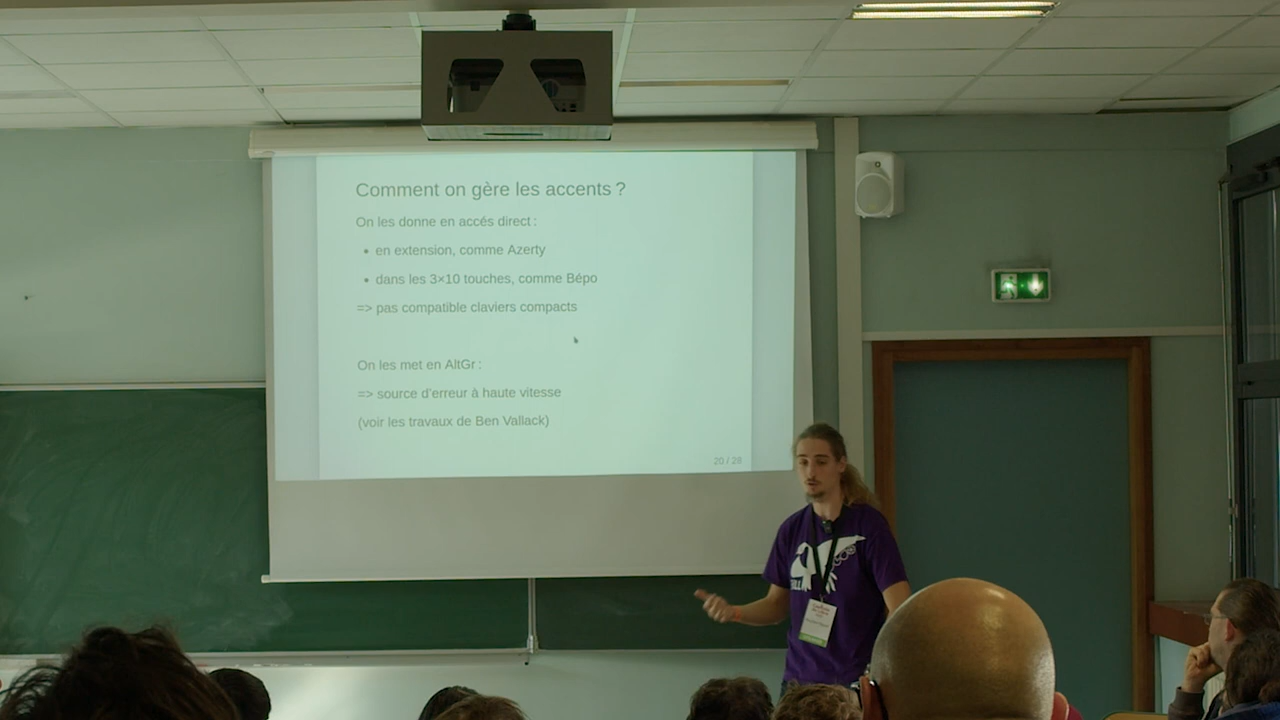 Comment on gère les accents ?
On les donne en accés direct :
• en extension, comme Azerty
• dans les 3×10 touches, comme Bépo
=> pas compatible claviers compacts
On les met en AltGr :
=> source d'erreur à haute vitesse
(voir les travaux de Ben Vallack)
20 / 28